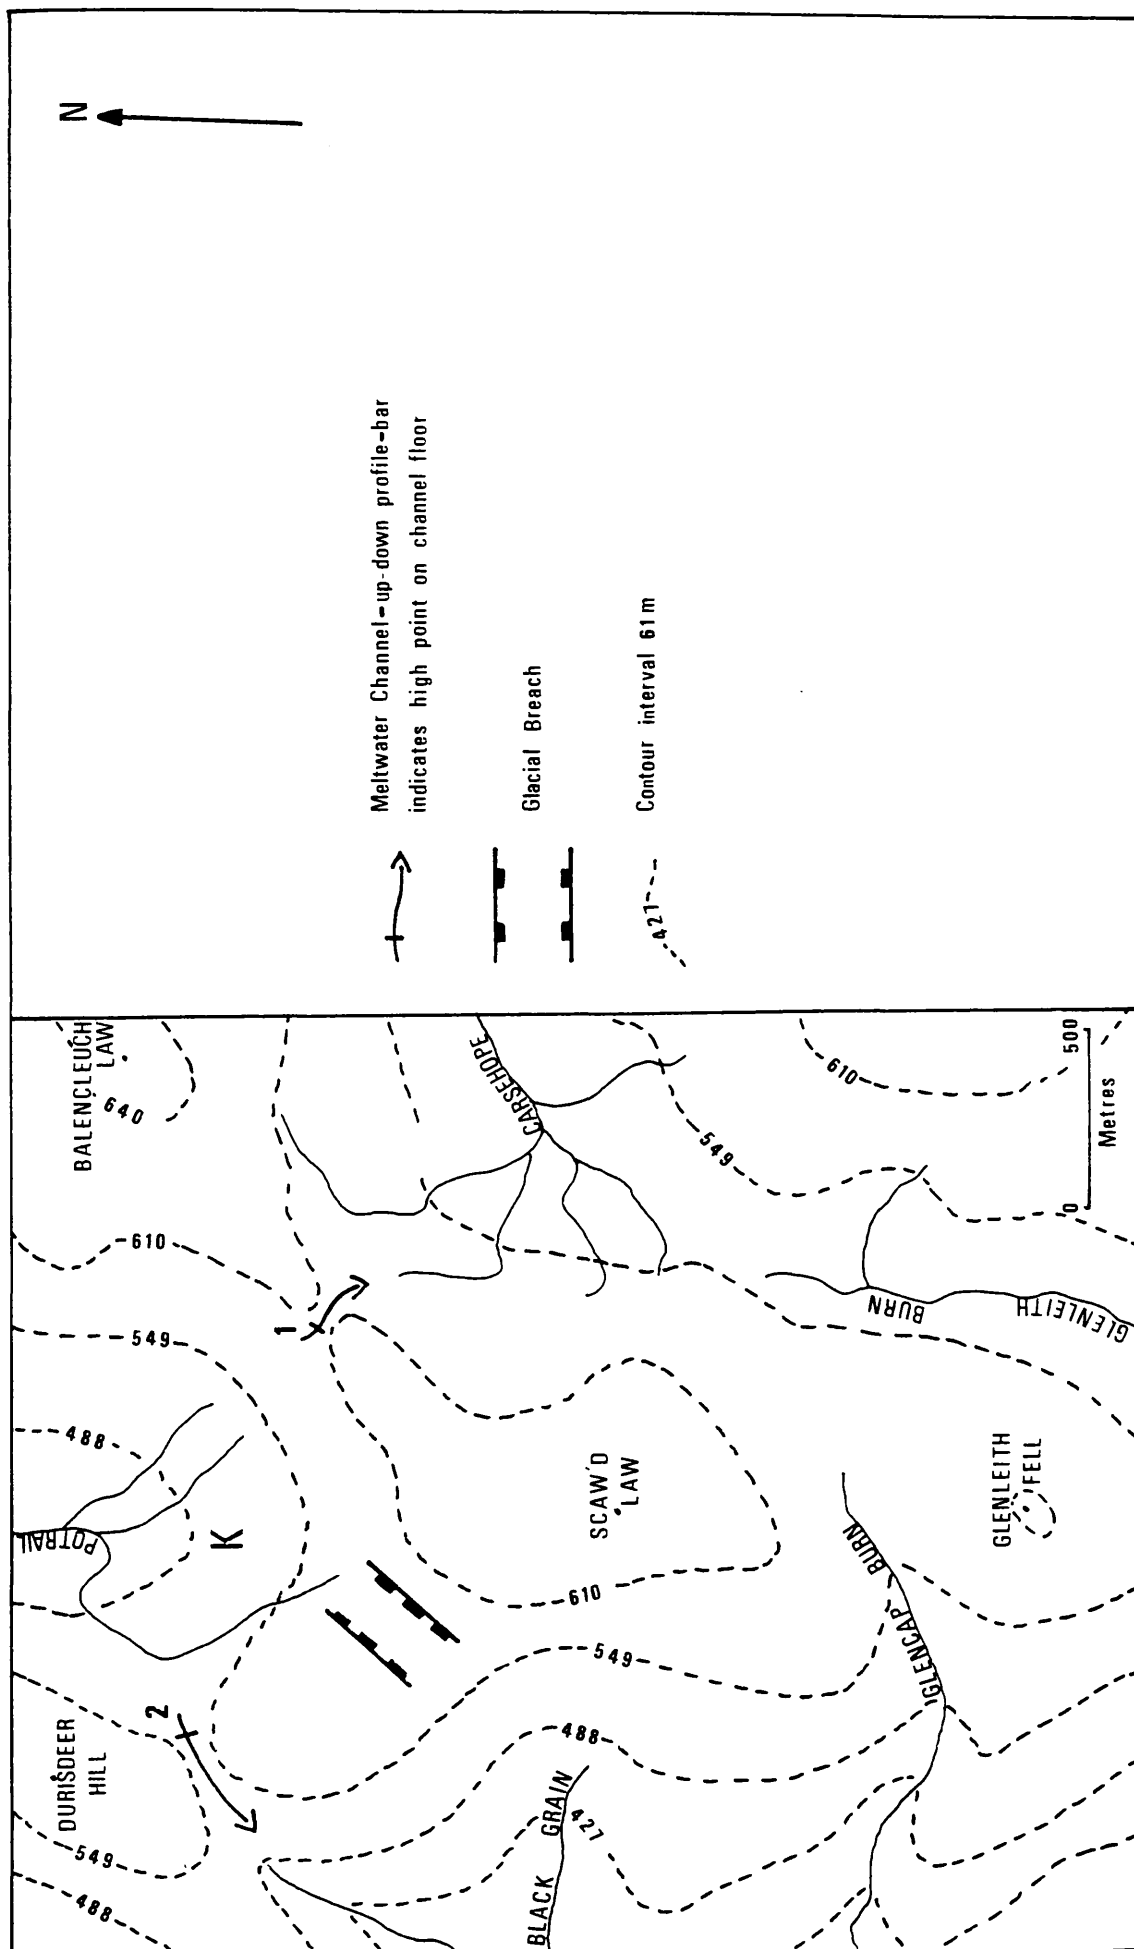 N
Meltwater Channel-up-down profile-bar
indicates high point on channel floor
Glacial Breach
427
Contour interval 61m
BALENCLEUCH
LAW
640
610
549
488
POTRAIL
K
1
2
DURISDEER
HILL
549
488
CARSEHOPE
549
610
SCAW'D
LAW
610
549
488
427
BLACK GRAIN
GLENCAP BURN
GLENLEITH
FELL
GLENLEITH
BURN
0 500
Metres